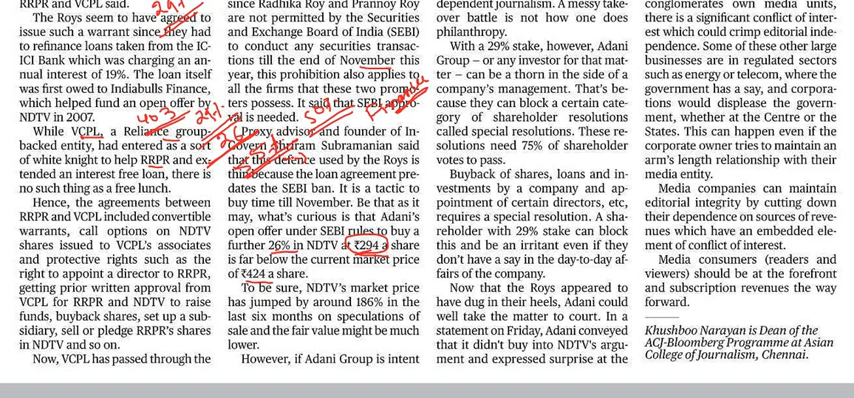 RRPR and VCPL said.
The Roys seem to have agreed to
issue such a warrant since they had
to refinance loans taken from the IC-
ICI Bank which was charging an an-
nual interest of 19%. The loan itself
was first owed to Indiabulls Finance,
which helped fund an open offer by
NDTV in 2007.
While VCPL, a Reliance group-
backed entity, had entered as a sort
of white knight to help RRPR and ex-
tended an interest free loan, there is
no such thing as a free lunch.
Hence, the agreements between
RRPR and VCPL included convertible
warrants, call options on NDTV
shares issued to VCPL's associates
and protective rights such as the
right to appoint a director to RRPR,
getting prior written approval from
VCPL for RRPR and NDTV to raise
funds, buyback shares, set up a sub-
sidiary, sell or pledge RRPR's shares
in NDTV and so on.
Now, VCPL has passed through the
since Radhika Roy and Prannoy Roy
are not permitted by the Securities
and Exchange Board of India (SEBI)
to conduct any securities transac-
tions till the end of November this
year, this prohibition also applies to
all the firms that these two promo-
ters possess. It said that SEBI appro-
val is needed.
Proxy advisor and founder of In-
Govern Shriram Subramanian said
that this defence used by the Roys is
thin because the loan agreement pre-
dates the SEBI ban. It is a tactic to
buy time till November. Be that as it
may, what's curious is that Adani's
open offer under SEBI rules to buy a
further 26% in NDTV at ₹294 a share
is far below the current market price
of ₹424 a share.
To be sure, NDTV's market price
has jumped by around 186% in the
last six months on speculations of
sale and the fair value might be much
lower.
However, if Adani Group is intent
dependent journalism. A messy take-
over battle is not how one does
philanthropy.
With a 29% stake, however, Adani
Group – or any investor for that mat-
ter – can be a thorn in the side of a
company's management. That's be-
cause they can block a certain cate-
gory of shareholder resolutions
called special resolutions. These re-
solutions need 75% of shareholder
votes to pass.
Buyback of shares, loans and in-
vestments by a company and ap-
pointment of certain directors, etc,
requires a special resolution. A sha-
reholder with 29% stake can block
this and be an irritant even if they
don't have a say in the day-to-day af-
fairs of the company.
Now that the Roys appeared to
have dug in their heels, Adani could
well take the matter to court. In a
statement on Friday, Adani conveyed
that it didn't buy into NDTV's argu-
ment and expressed surprise at the
conglomerates own media units,
there is a significant conflict of inter-
est which could crimp editorial inde-
pendence. Some of these other large
businesses are in regulated sectors
such as energy or telecom, where the
government has a say, and corpora-
tions would displease the govern-
ment, whether at the Centre or the
States. This can happen even if the
corporate owner tries to maintain an
arm's length relationship with their
media entity.
Media companies can maintain
editorial integrity by cutting down
their dependence on sources of reve-
nues which have an embedded ele-
ment of conflict of interest.
Media consumers (readers and
viewers) should be at the forefront
and subscription revenues the way
forward.
Khushboo Narayan is Dean of the
ACJ-Bloomberg Programme at Asian
College of Journalism, Chennai.
29%
403
29%
26
50%